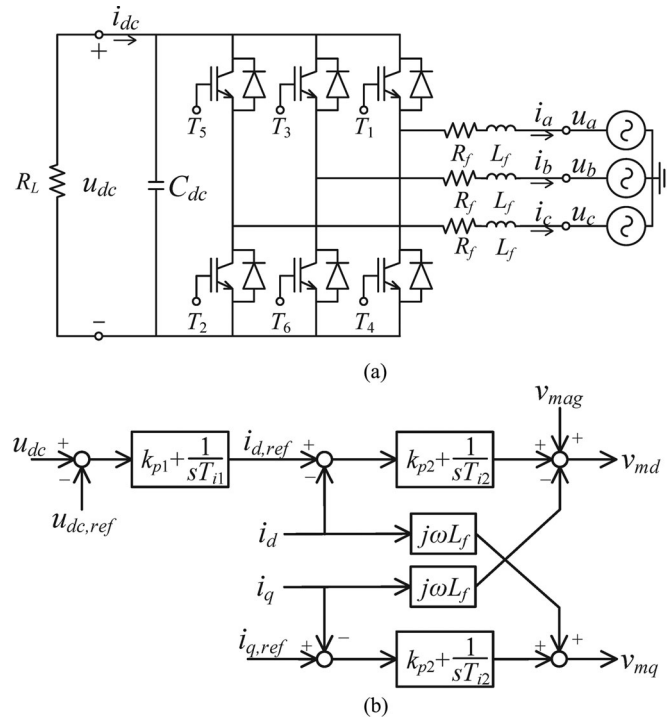 i_dc
+
T_5 T_3 T_1
i_a u_a
R_f L_f
R_L u_dc C_dc
i_b u_b
R_f L_f
i_c u_c
R_f L_f
T_2 T_6 T_4
−
(a)
v_mag
u_dc + − k_p1+1/sT_i1 i_d,ref + − k_p2+1/sT_i2 + + − v_md
u_dc,ref
i_d jωL_f
i_q jωL_f
i_q,ref + − k_p2+1/sT_i2 + + v_mq
(b)